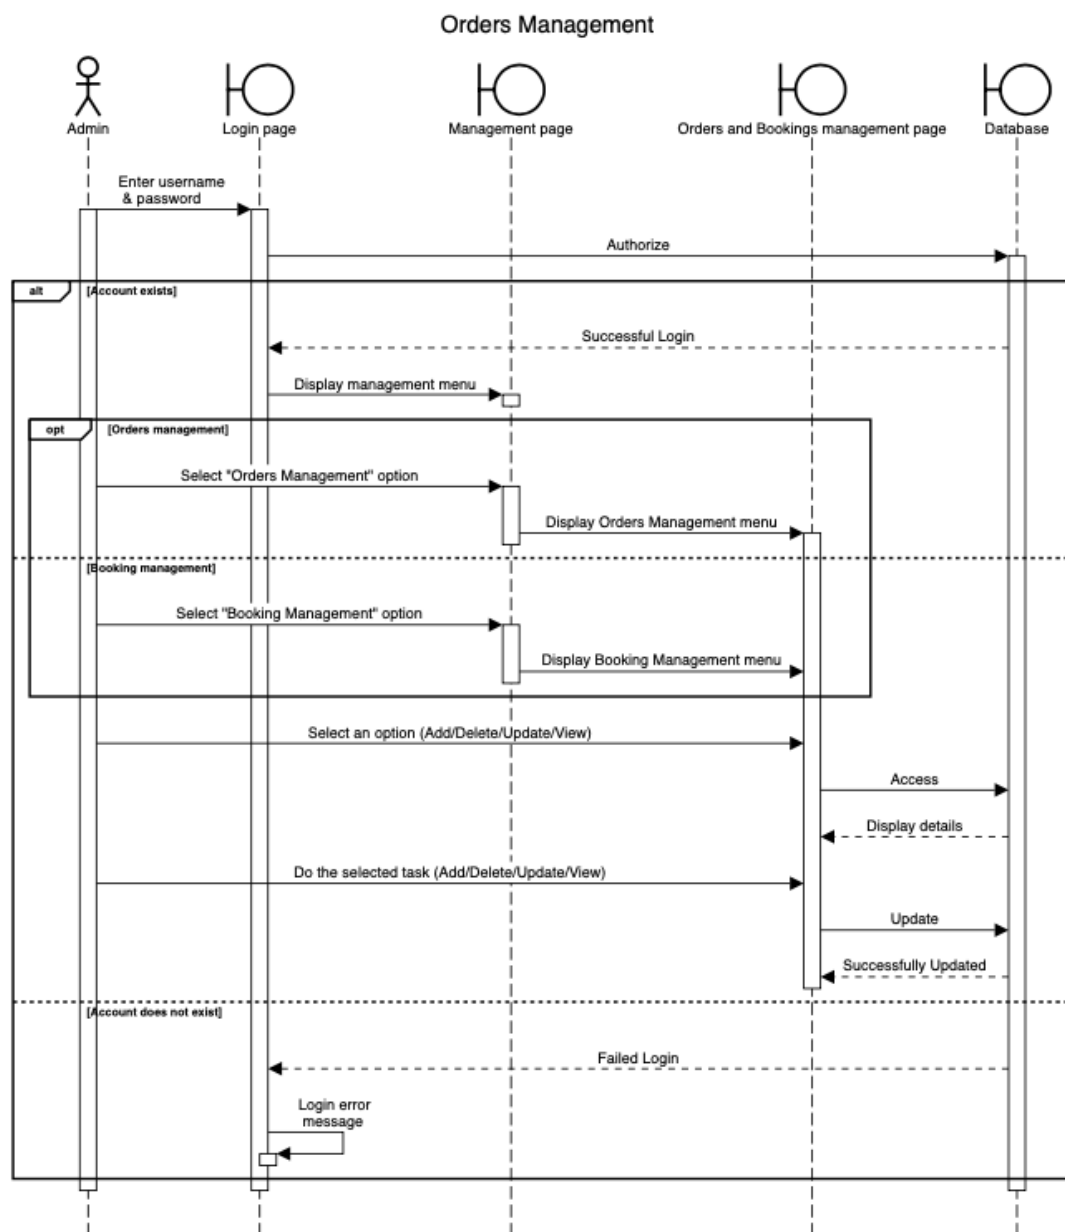 Orders Management
Admin
Login page
Management page
Orders and Bookings management page
Database
Enter username
& password
Authorize
alt
[Account exists]
Successful Login
Display management menu
opt
[Orders management]
Select "Orders Management" option
Display Orders Management menu
[Booking management]
Select "Booking Management" option
Display Booking Management menu
Select an option (Add/Delete/Update/View)
Access
Display details
Do the selected task (Add/Delete/Update/View)
Update
Successfully Updated
[Account does not exist]
Failed Login
Login error
message